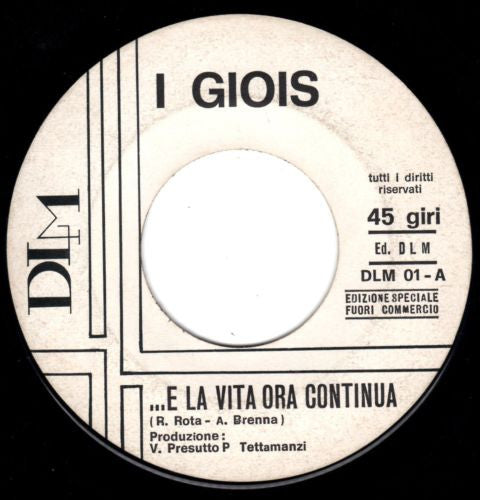 I GIOIS
DLM
tutti i diritti
riservati
45 giri
Ed. DLM
DLM 01-A
EDIZIONE SPECIALE
FUORI COMMERCIO
...E LA VITA ORA CONTINUA
(R. Rota - A. Brenna)
Produzione:
V. Presutto P Tettamanzi